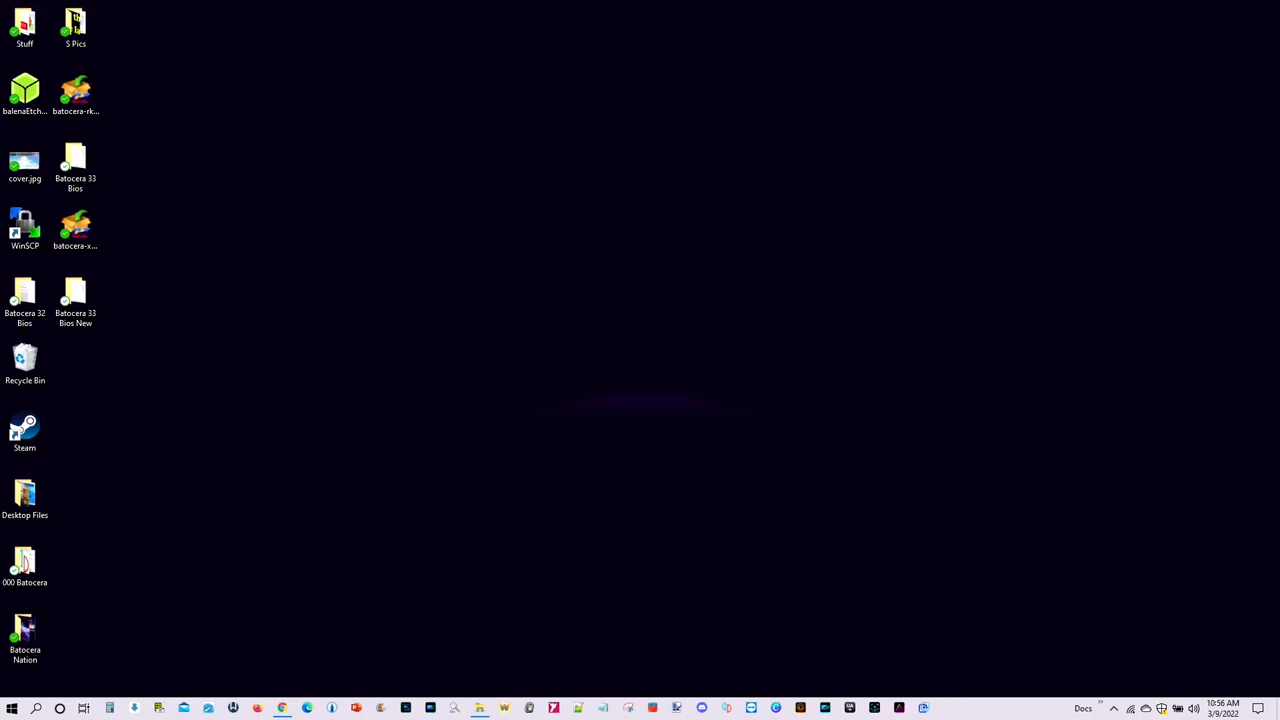 Stuff
S Pics
balenaEtch...
batocera-rk...
cover.jpg
Batocera 33
Bios
WinSCP
batocera-x...
Batocera 32
Bios
Batocera 33
Bios New
Recycle Bin
Steam
Desktop Files
000 Batocera
Batocera
Nation
Docs
10:56 AM
3/9/2022